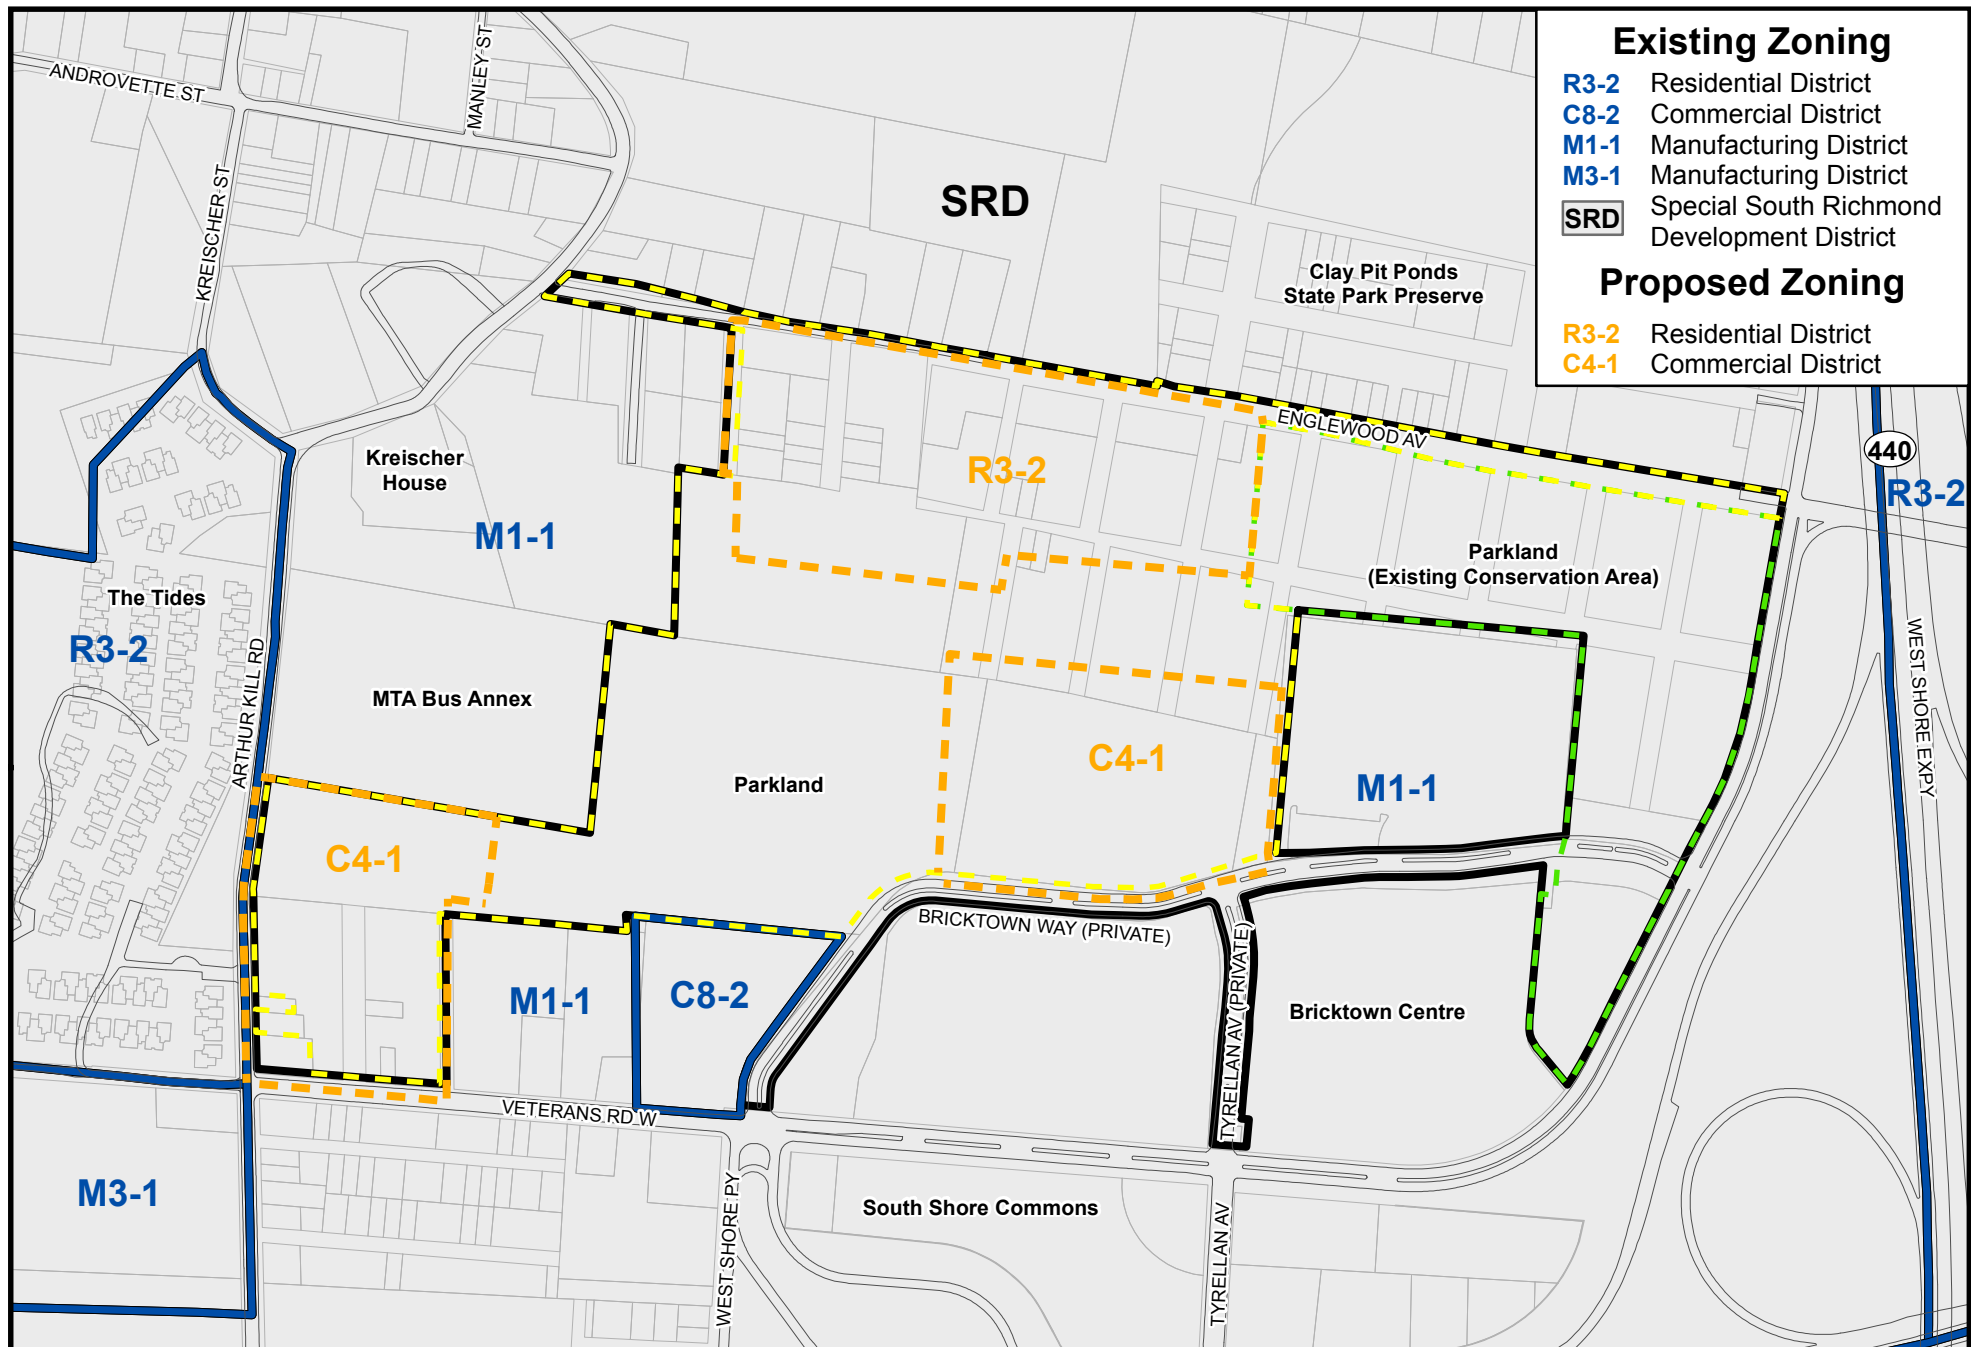 Existing Zoning
R3-2 Residential District
C8-2 Commercial District
M1-1 Manufacturing District
M3-1 Manufacturing District
SRD Special South Richmond
Development District
Proposed Zoning
R3-2 Residential District
C4-1 Commercial District
ANDROVETTE ST
MANLEY ST
KREISCHER ST
SRD
Clay Pit Ponds
State Park Preserve
ENGLEWOOD AV
440
R3-2
Kreischer
House
M1-1
R3-2
Parkland
(Existing Conservation Area)
The Tides
R3-2
ARTHUR KILL RD
MTA Bus Annex
Parkland
C4-1
M1-1
WEST SHORE EXPY
C4-1
BRICKTOWN WAY (PRIVATE)
M1-1
C8-2
TYRELLAN AV (PRIVATE)
Bricktown Centre
VETERANS RD W
M3-1
WEST SHORE PY
South Shore Commons
TYRELLAN AV